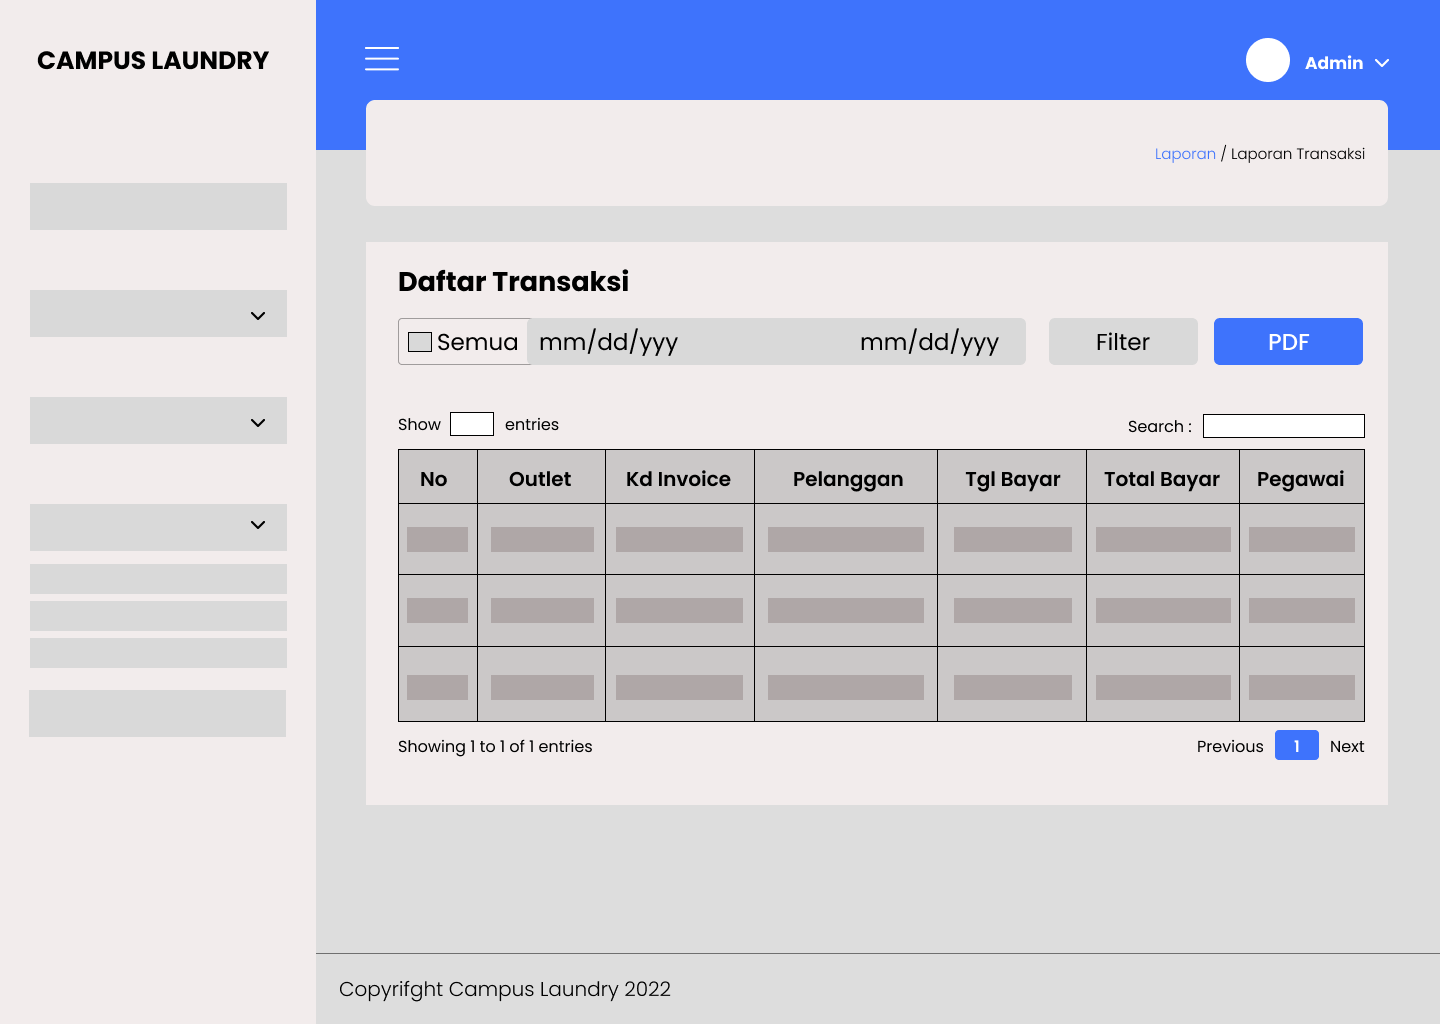 CAMPUS LAUNDRY
Admin
Laporan / Laporan Transaksi
Daftar Transaksi
Semua mm/dd/yyy mm/dd/yyy Filter PDF
Show entries Search :
No Outlet Kd Invoice Pelanggan Tgl Bayar Total Bayar Pegawai
Showing 1 to 1 of 1 entries Previous 1 Next
Copyrifght Campus Laundry 2022